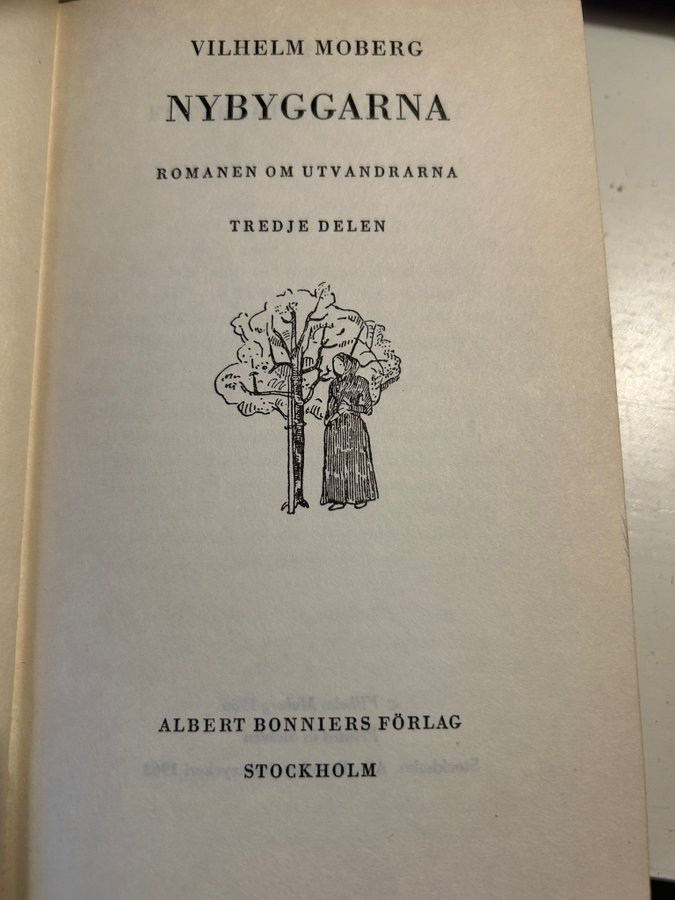 VILHELM MOBERG
NYBYGGARNA
ROMANEN OM UTVANDRARNA
TREDJE DELEN
ALBERT BONNIERS FÖRLAG
STOCKHOLM